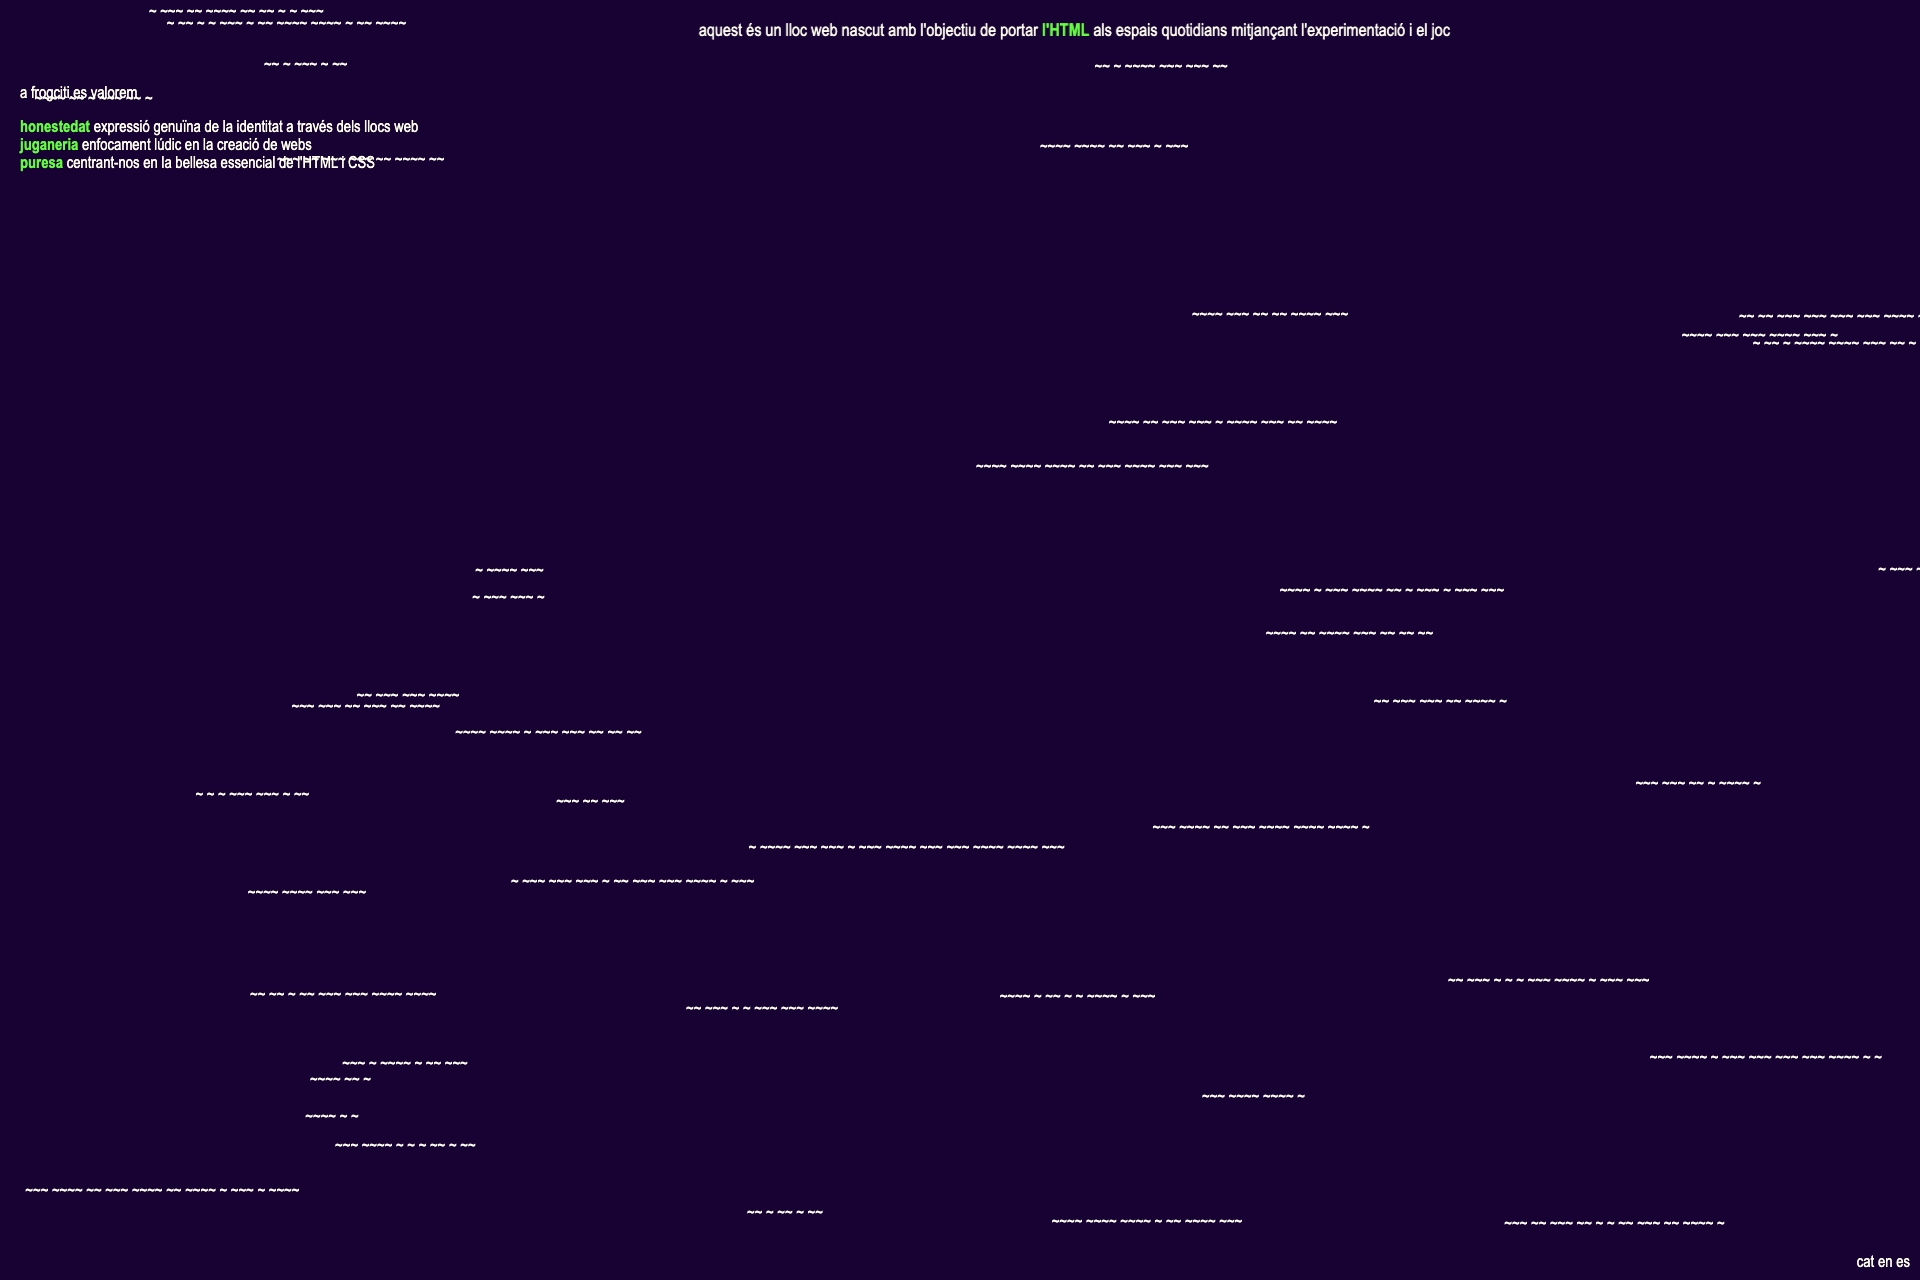 aquest és un lloc web nascut amb l'objectiu de portar l'HTML als espais quotidians mitjançant l'experimentació i el joc
a frogciti es valorem
honestedat expressió genuïna de la identitat a través dels llocs web
juganeria enfocament lúdic en la creació de webs
puresa centrant-nos en la bellesa essencial de l'HTML i CSS
cat en es